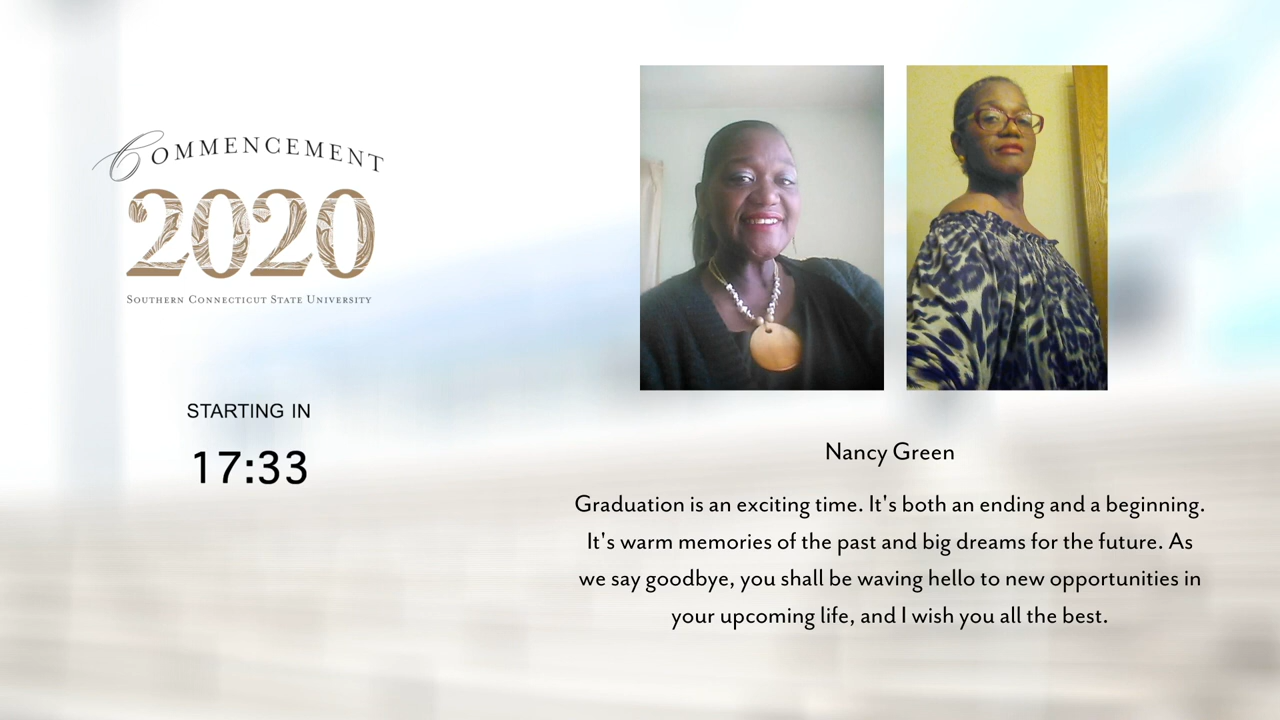 COMMENCEMENT
2020
SOUTHERN CONNECTICUT STATE UNIVERSITY
STARTING IN
17:33
Nancy Green
Graduation is an exciting time. It's both an ending and a beginning.
It's warm memories of the past and big dreams for the future. As
we say goodbye, you shall be waving hello to new opportunities in
your upcoming life, and I wish you all the best.